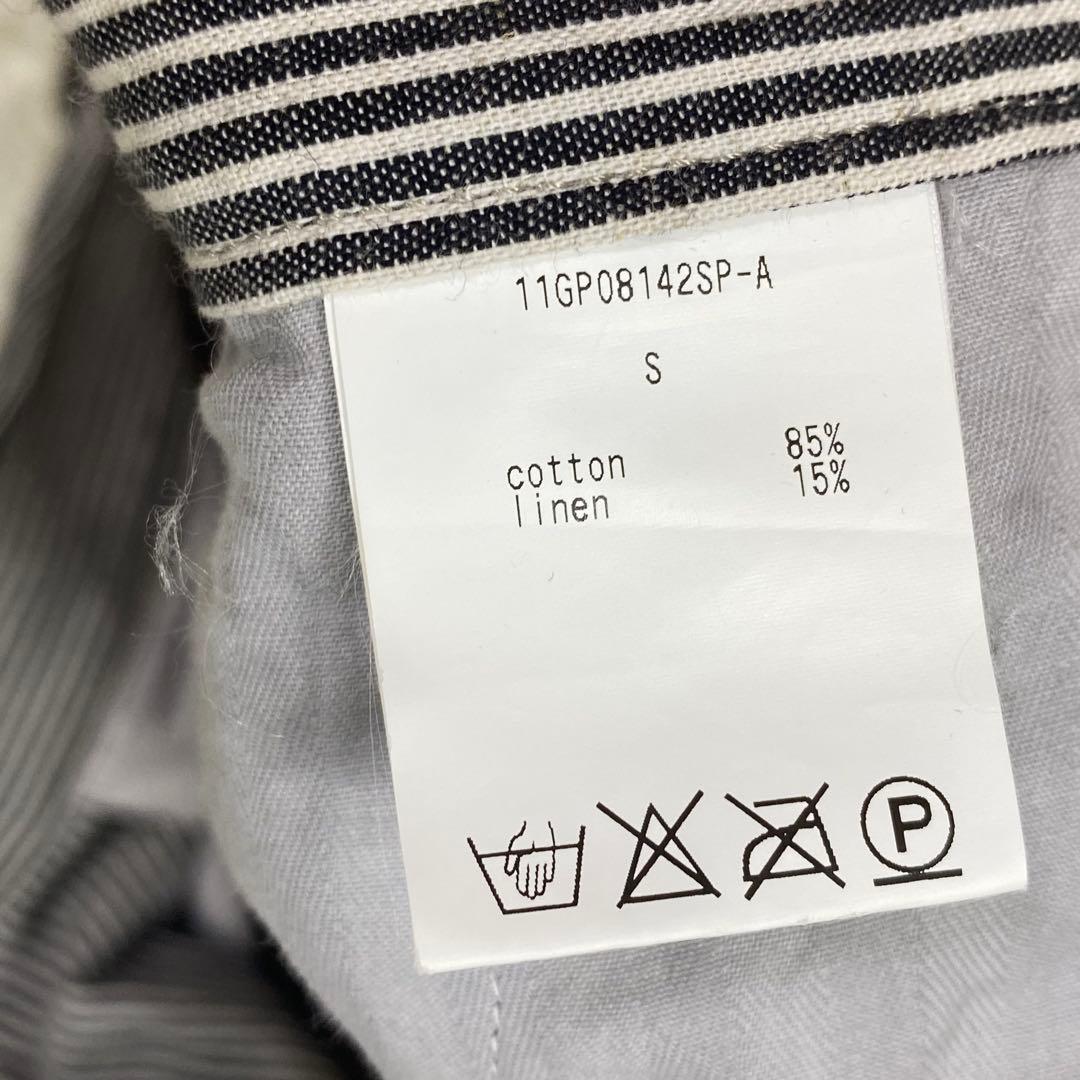 11GP08142SP-A
S
cotton 85%
linen 15%
P